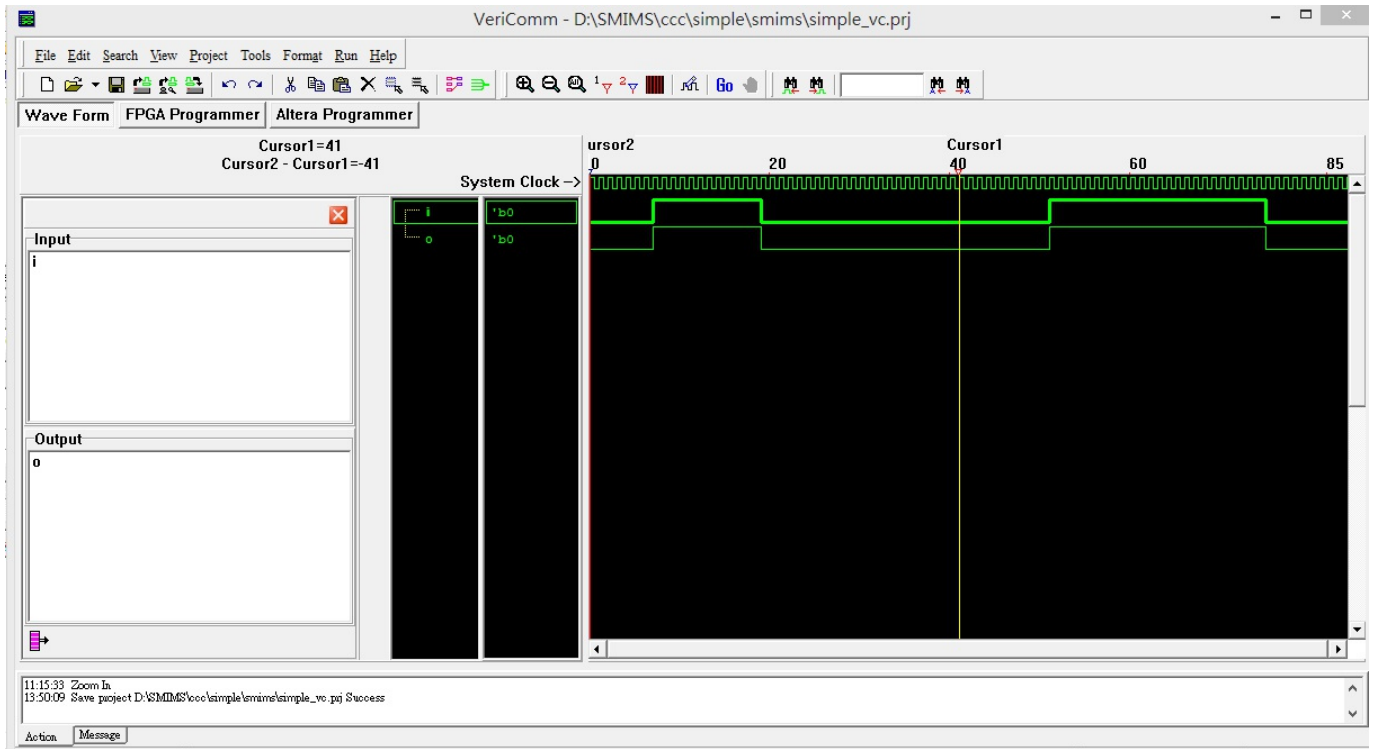 VeriComm - D:\SMIMS\ccc\simple\smims\simple_vc.prj
File Edit Search View Project Tools Format Run Help
All 1 2 Go
Wave Form FPGA Programmer Altera Programmer
Cursor1=41
Cursor2 - Cursor1=-41
System Clock –>
ursor2 Cursor1
0 20 40 60 85
i 'b0
o 'b0
Input
i
Output
o
11:15:33 Zoom In
13:50:09 Save project D:\SMIMS\ccc\simple\smims\simple_vc.prj Success
Action Message